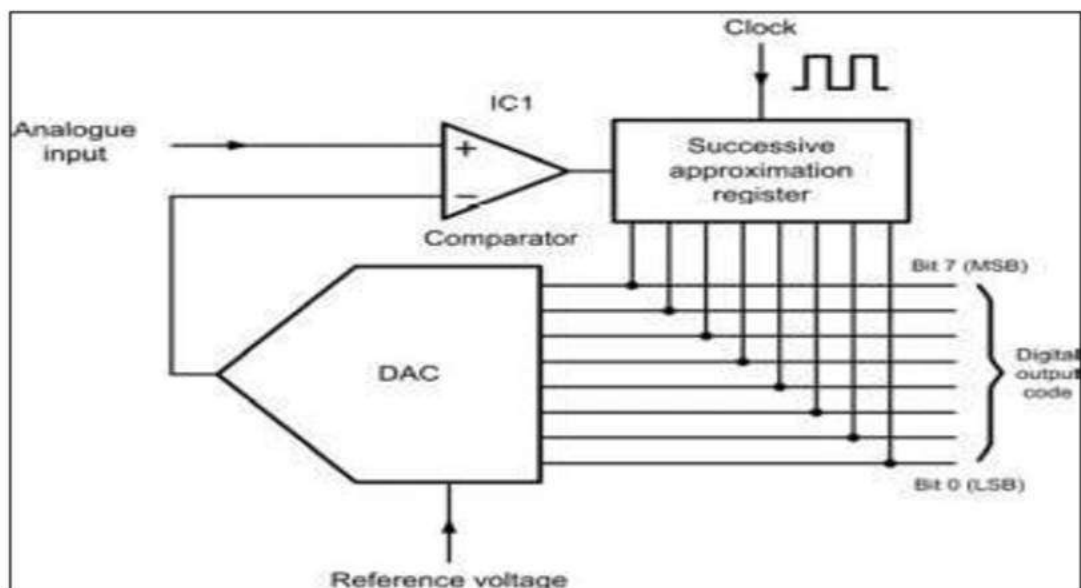 Clock
IC1
Analogue
input
+
−
Successive
approximation
register
Comparator
Bit 7 (MSB)
DAC
Digital
output
code
Bit 0 (LSB)
Reference voltage